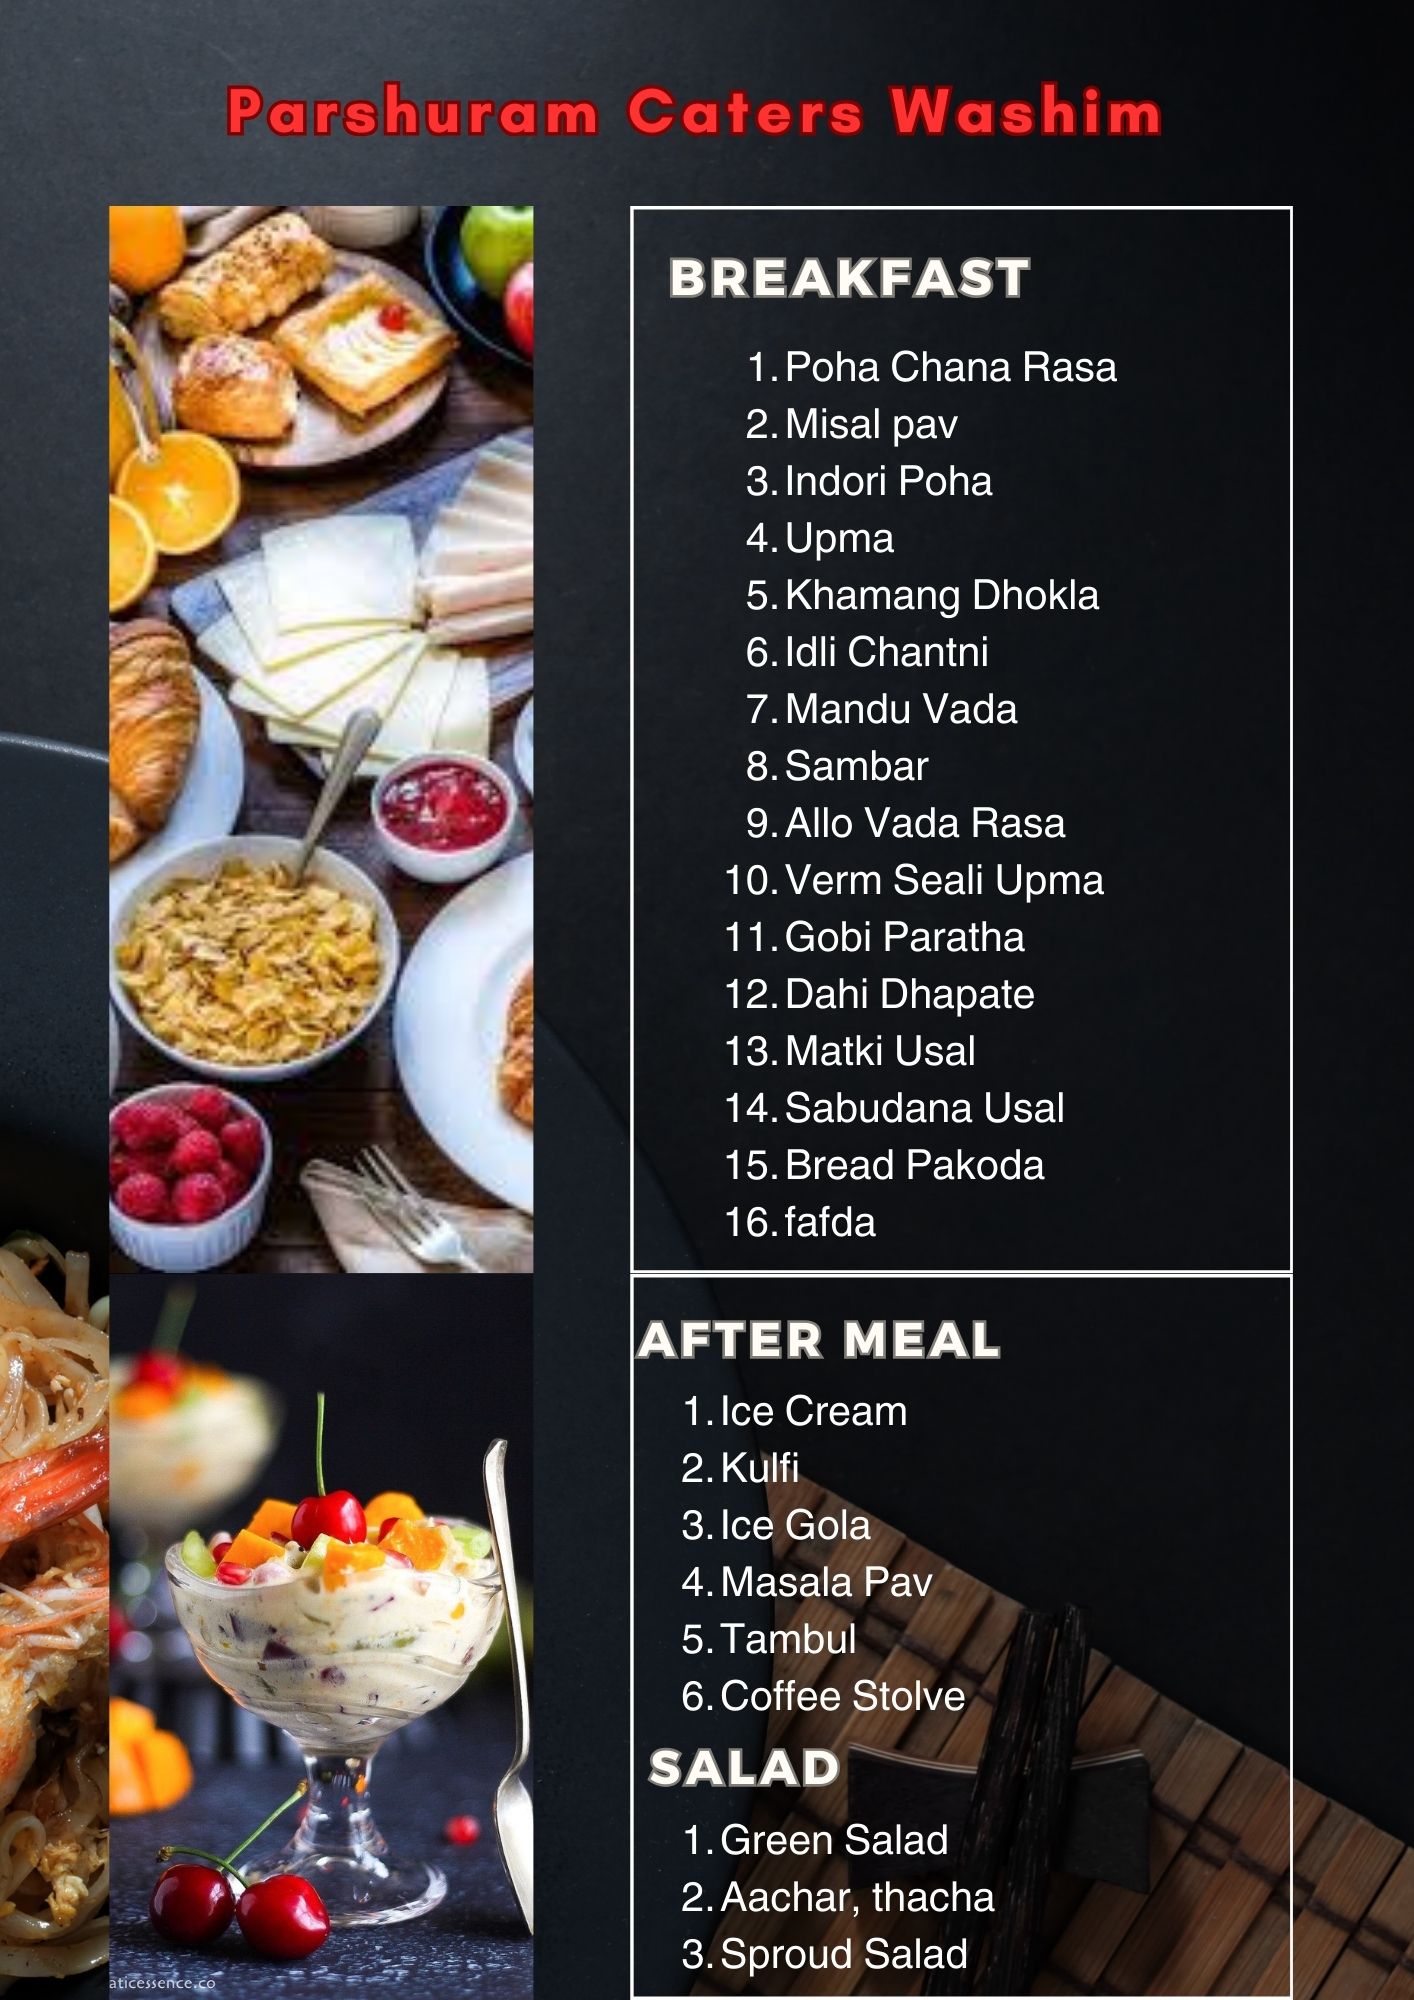 Parshuram Caters Washim
BREAKFAST
1. Poha Chana Rasa
2. Misal pav
3. Indori Poha
4. Upma
5. Khamang Dhokla
6. Idli Chantni
7. Mandu Vada
8. Sambar
9. Allo Vada Rasa
10. Verm Seali Upma
11. Gobi Paratha
12. Dahi Dhapate
13. Matki Usal
14. Sabudana Usal
15. Bread Pakoda
16. fafda
AFTER MEAL
1. Ice Cream
2. Kulfi
3. Ice Gola
4. Masala Pav
5. Tambul
6. Coffee Stolve
SALAD
1. Green Salad
2. Aachar, thacha
3. Sproud Salad
aticessence.co